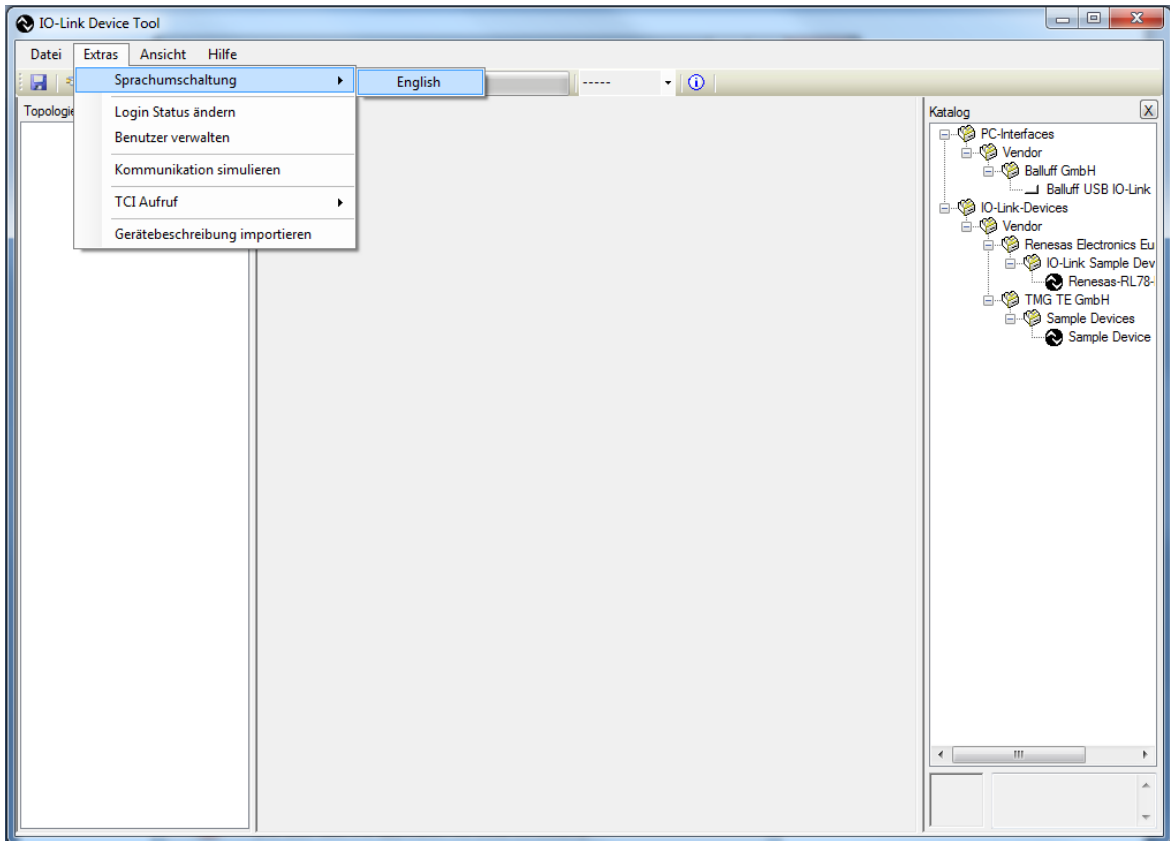 IO-Link Device Tool
Datei Extras Ansicht Hilfe
-----
Sprachumschaltung
English
Login Status ändern
Benutzer verwalten
Kommunikation simulieren
TCI Aufruf
Gerätebeschreibung importieren
Topologie
Katalog
PC-Interfaces
Vendor
Balluff GmbH
Balluff USB IO-Link
IO-Link-Devices
Vendor
Renesas Electronics Eu
IO-Link Sample Dev
Renesas-RL78-
TMG TE GmbH
Sample Devices
Sample Device